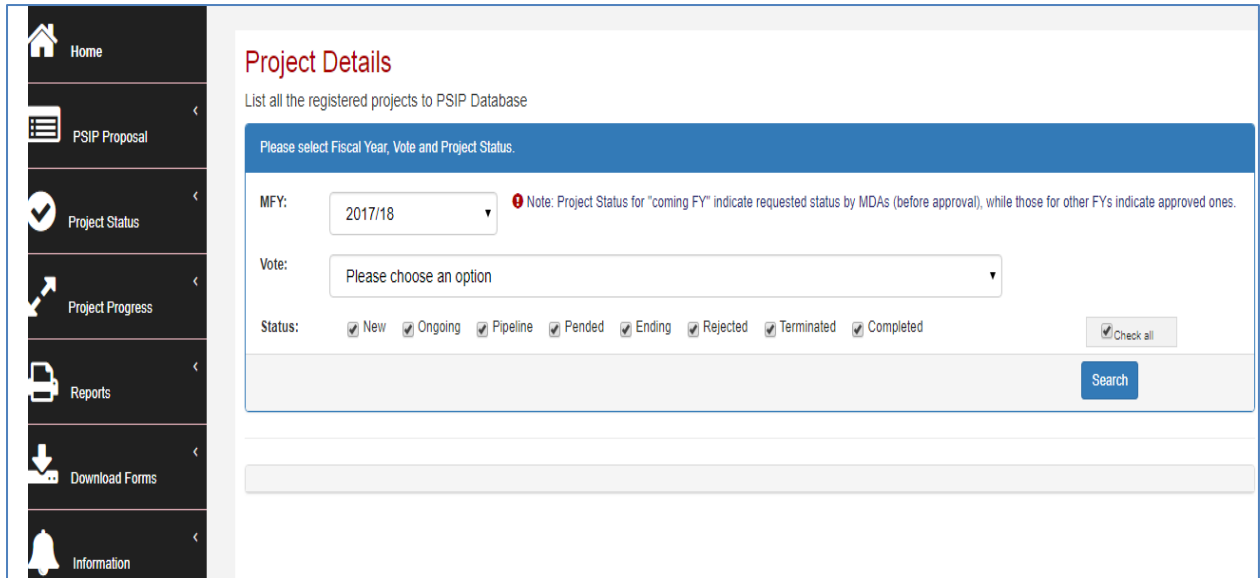 Home
PSIP Proposal
Project Status
Project Progress
Reports
Download Forms
Information
Project Details
List all the registered projects to PSIP Database
Please select Fiscal Year, Vote and Project Status.
MFY: 2017/18 Note: Project Status for "coming FY" indicate requested status by MDAs (before approval), while those for other FYs indicate approved ones.
Vote: Please choose an option
Status: New Ongoing Pipeline Pended Ending Rejected Terminated Completed Check all
Search